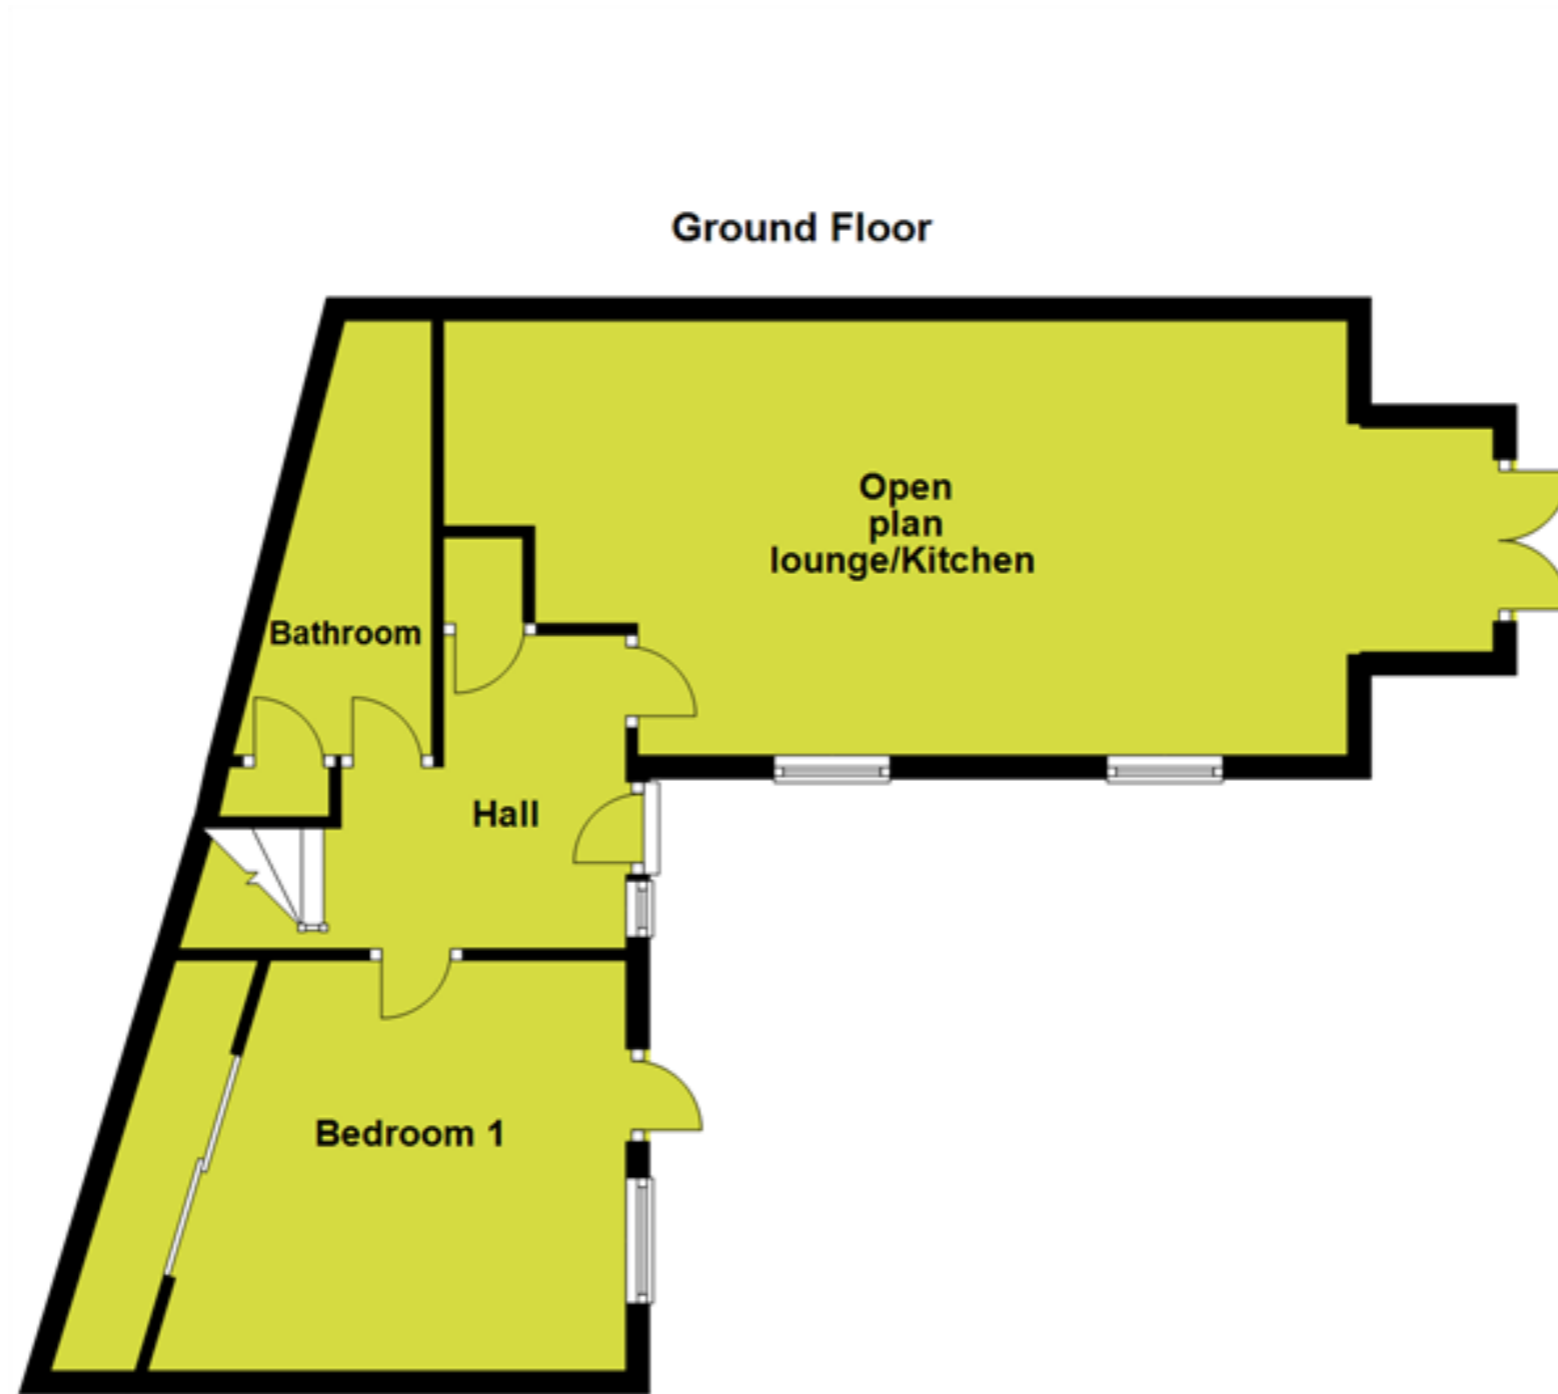 Ground Floor
Open
plan
lounge/Kitchen
Bathroom
Hall
Bedroom 1